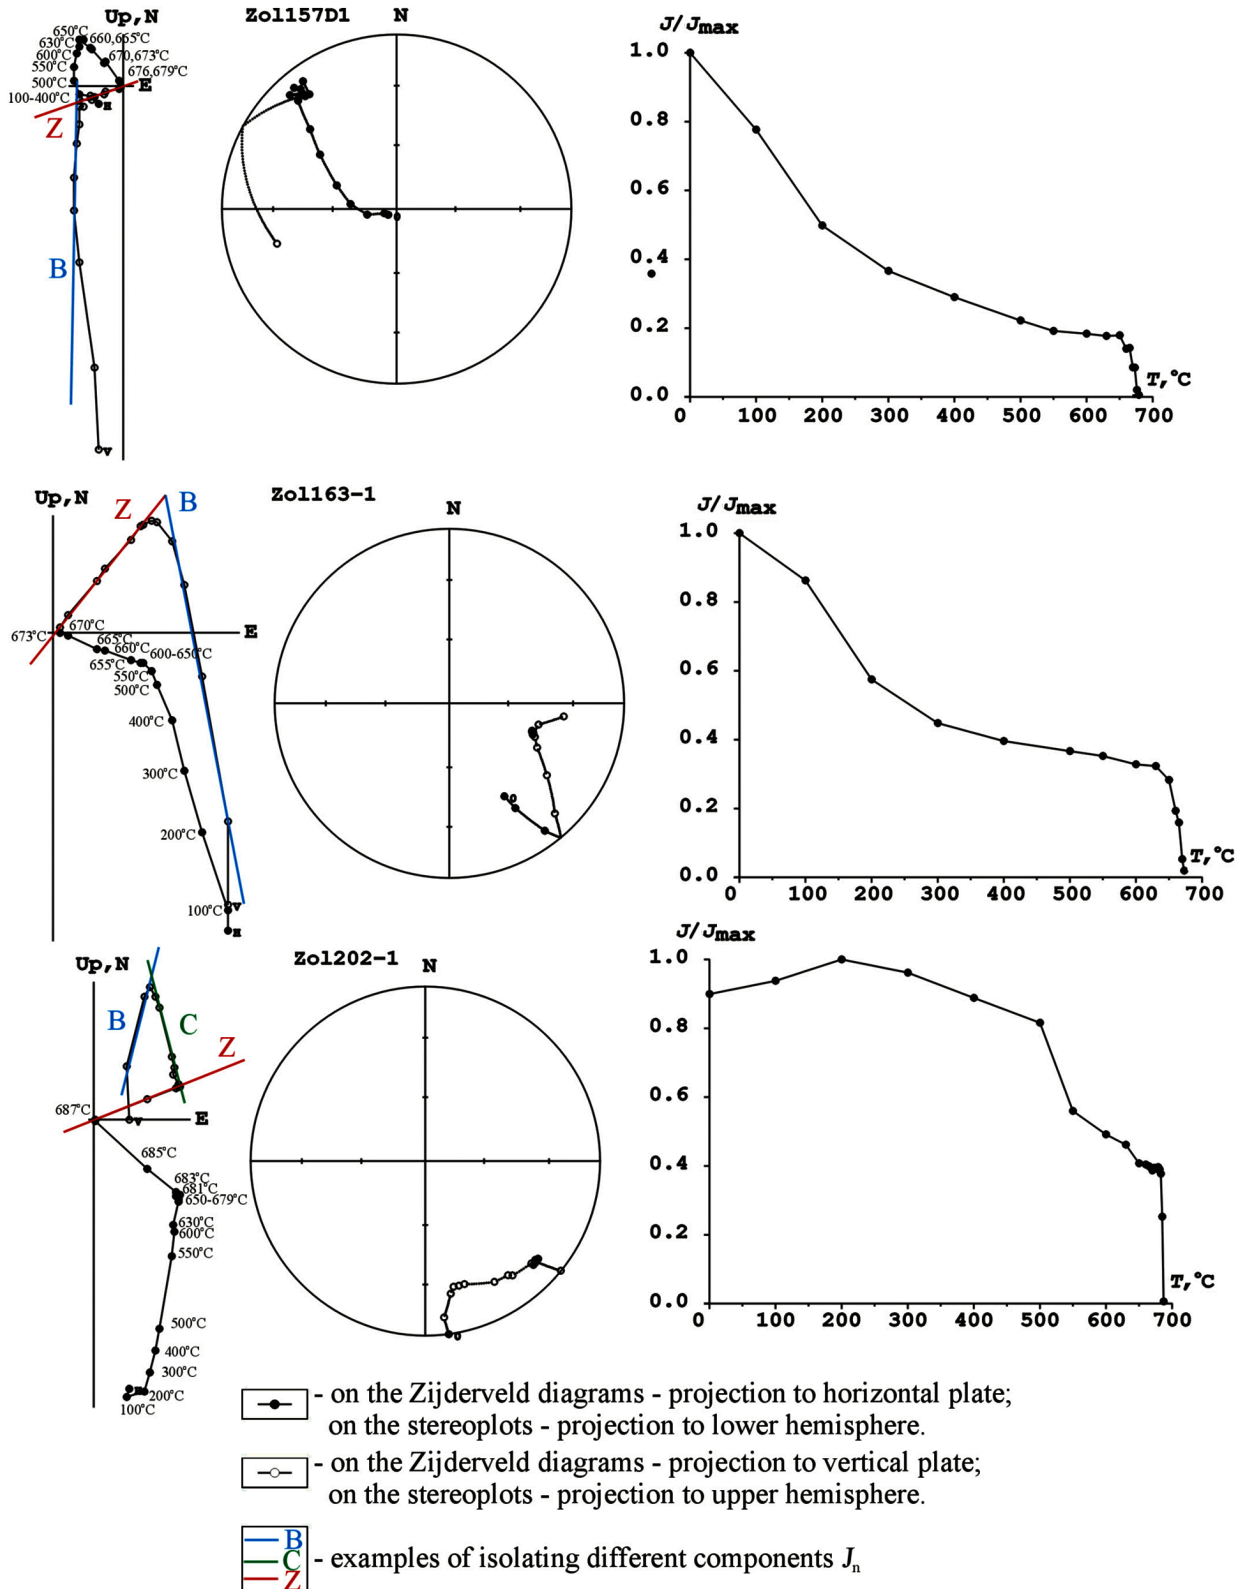 Up,N
Zol157D1
N
J/Jmax
650°C
660,665°C
630°C
600°C
670,673°C
550°C
676,679°C
500°C
E
100-400°C
H
Z
B
V
0
1.0
0.8
0.6
0.4
0.2
0.0
T,°C
0 100 200 300 400 500 600 700
Up,N
Zol163-1
N
J/Jmax
Z
B
673°C
670°C
E
665°C
660°C
600-650°C
655°C
550°C
500°C
400°C
300°C
200°C
100°C
V
H
0
1.0
0.8
0.6
0.4
0.2
0.0
T,°C
0 100 200 300 400 500 600 700
Up,N
Zol202-1
N
J/Jmax
B
C
Z
687°C
V
E
685°C
683°C
681°C
650-679°C
630°C
600°C
550°C
500°C
400°C
300°C
H
200°C
100°C
0
1.0
0.8
0.6
0.4
0.2
0.0
T,°C
0 100 200 300 400 500 600 700
- on the Zijderveld diagrams - projection to horizontal plate;
on the stereoplots - projection to lower hemisphere.
- on the Zijderveld diagrams - projection to vertical plate;
on the stereoplots - projection to upper hemisphere.
B
C
Z
- examples of isolating different components Jn